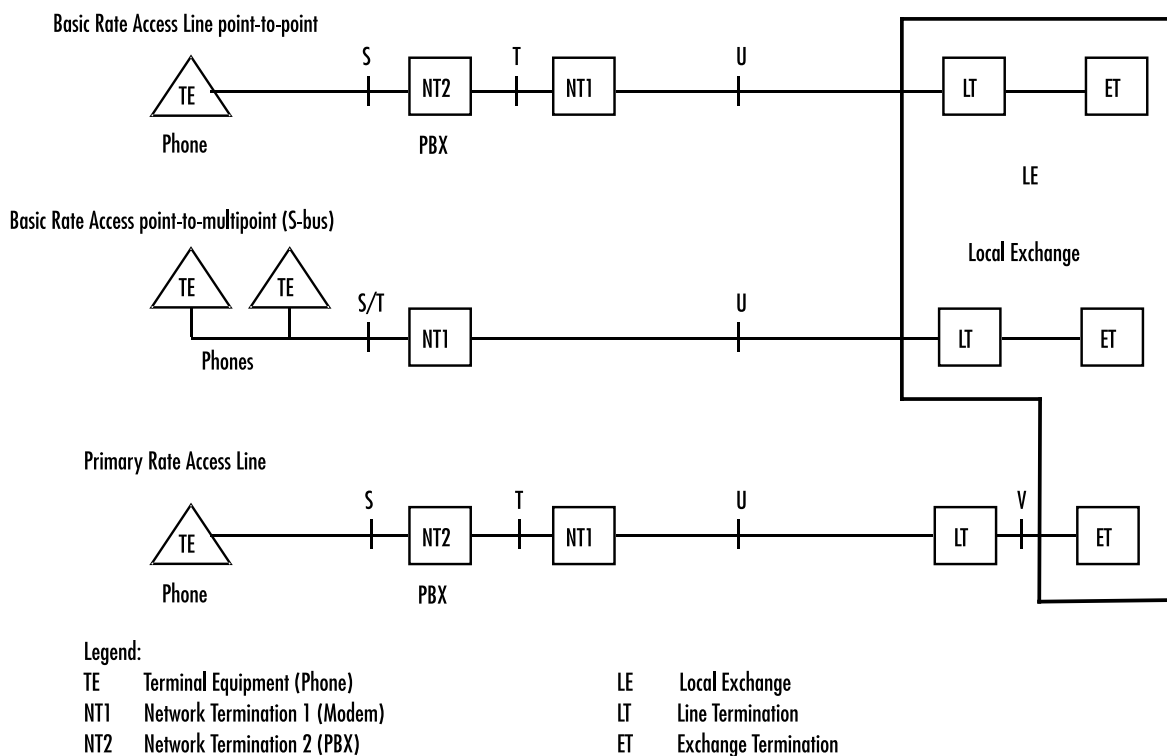 Basic Rate Access Line point-to-point
S T U
TE NT2 NT1 LT ET
Phone PBX
LE
Basic Rate Access point-to-multipoint (S-bus)
Local Exchange
TE TE S/T U
NT1 LT ET
Phones
Primary Rate Access Line
S T U V
TE NT2 NT1 LT ET
Phone PBX
Legend:
TE Terminal Equipment (Phone) LE Local Exchange
NT1 Network Termination 1 (Modem) LT Line Termination
NT2 Network Termination 2 (PBX) ET Exchange Termination